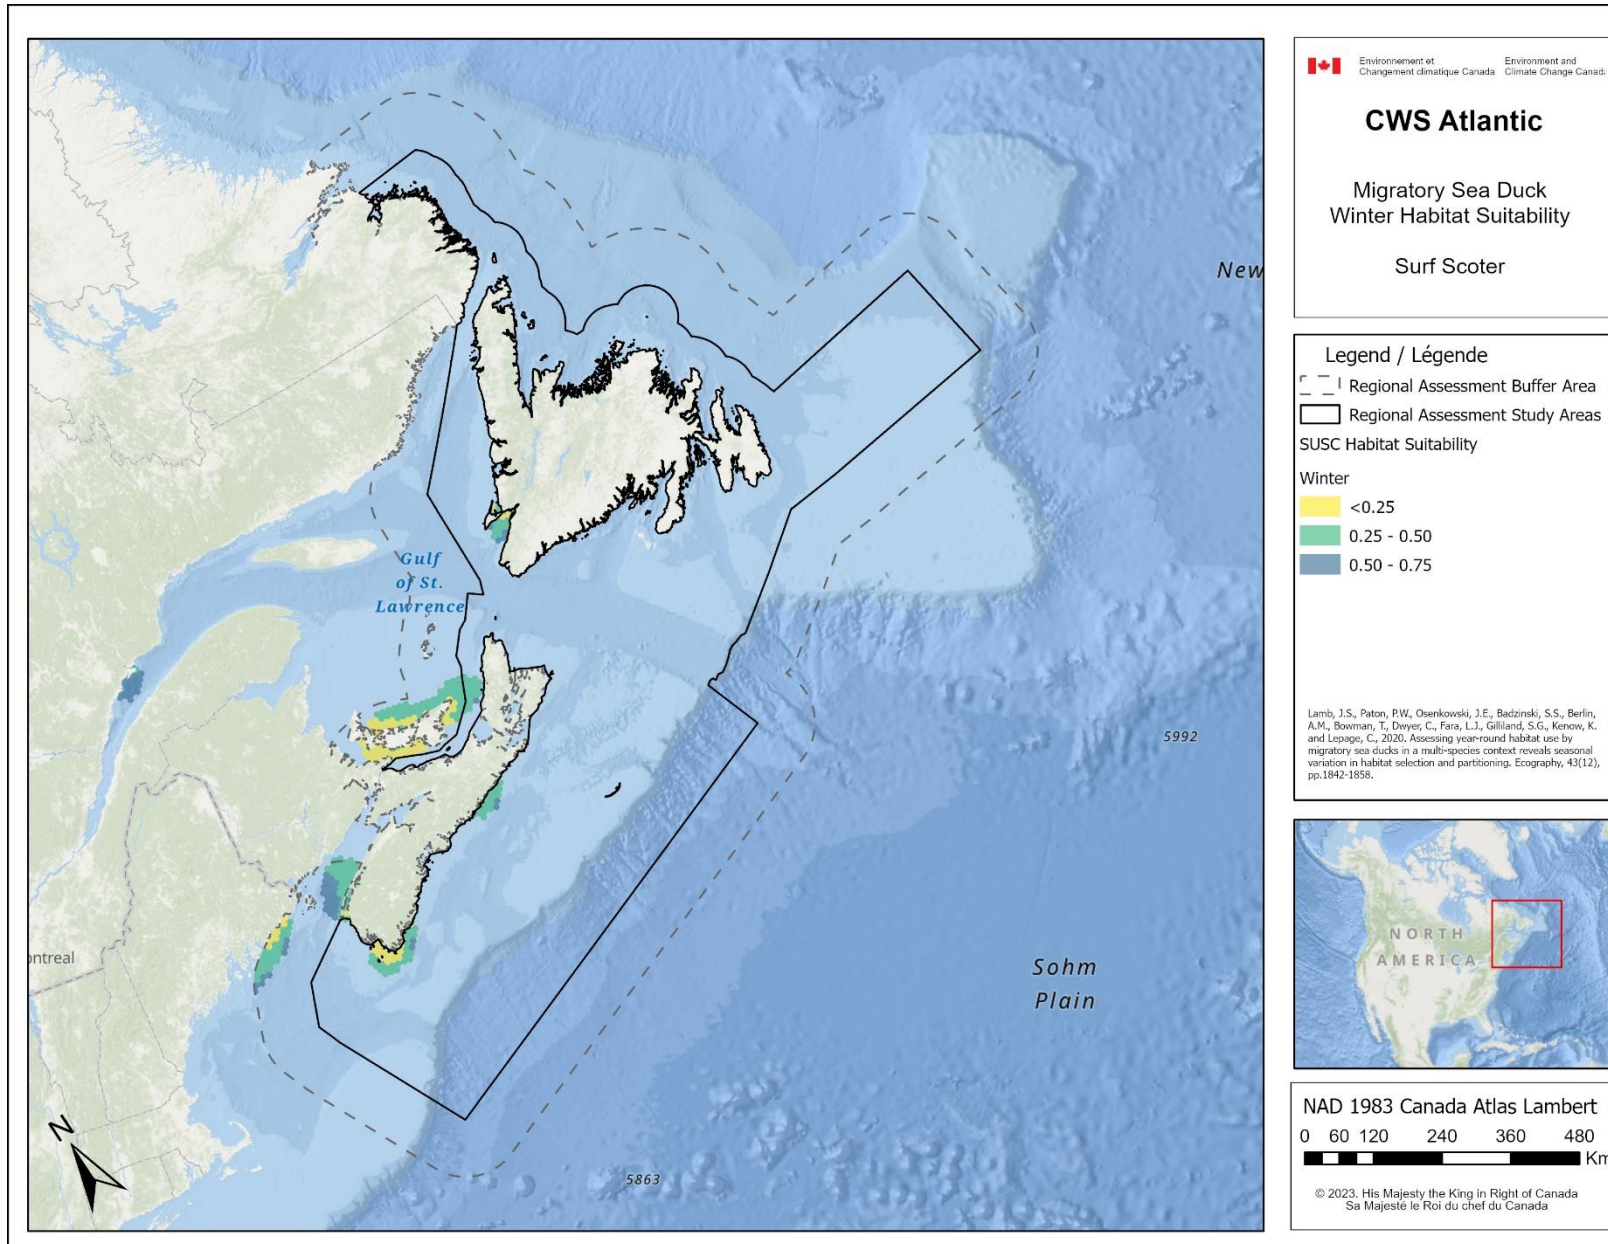 New
Gulf
of St.
Lawrence
5992
ontreal
Sohm
Plain
5863
N
Environnement et
Changement climatique Canada
Environment and
Climate Change Canada
CWS Atlantic
Migratory Sea Duck
Winter Habitat Suitability
Surf Scoter
Legend / Légende
Regional Assessment Buffer Area
Regional Assessment Study Areas
SUSC Habitat Suitability
Winter
<0.25
0.25 - 0.50
0.50 - 0.75
Lamb, J.S., Paton, P.W., Osenkowski, J.E., Badzinski, S.S., Berlin,
A.M., Bowman, T., Dwyer, C., Fara, L.J., Gilliland, S.G., Kenow, K.
and Lepage, C., 2020. Assessing year-round habitat use by
migratory sea ducks in a multi-species context reveals seasonal
variation in habitat selection and partitioning. Ecography, 43(12),
pp.1842-1858.
NORTH
AMERICA
NAD 1983 Canada Atlas Lambert
0 60 120 240 360 480
Km
© 2023. His Majesty the King in Right of Canada
Sa Majesté le Roi du chef du Canada